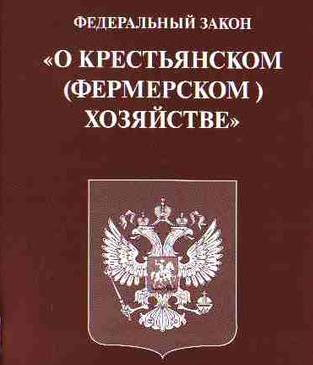 ФЕДЕРАЛЬНЫЙ ЗАКОН
«О КРЕСТЬЯНСКОМ
(ФЕРМЕРСКОМ )
ХОЗЯЙСТВЕ»